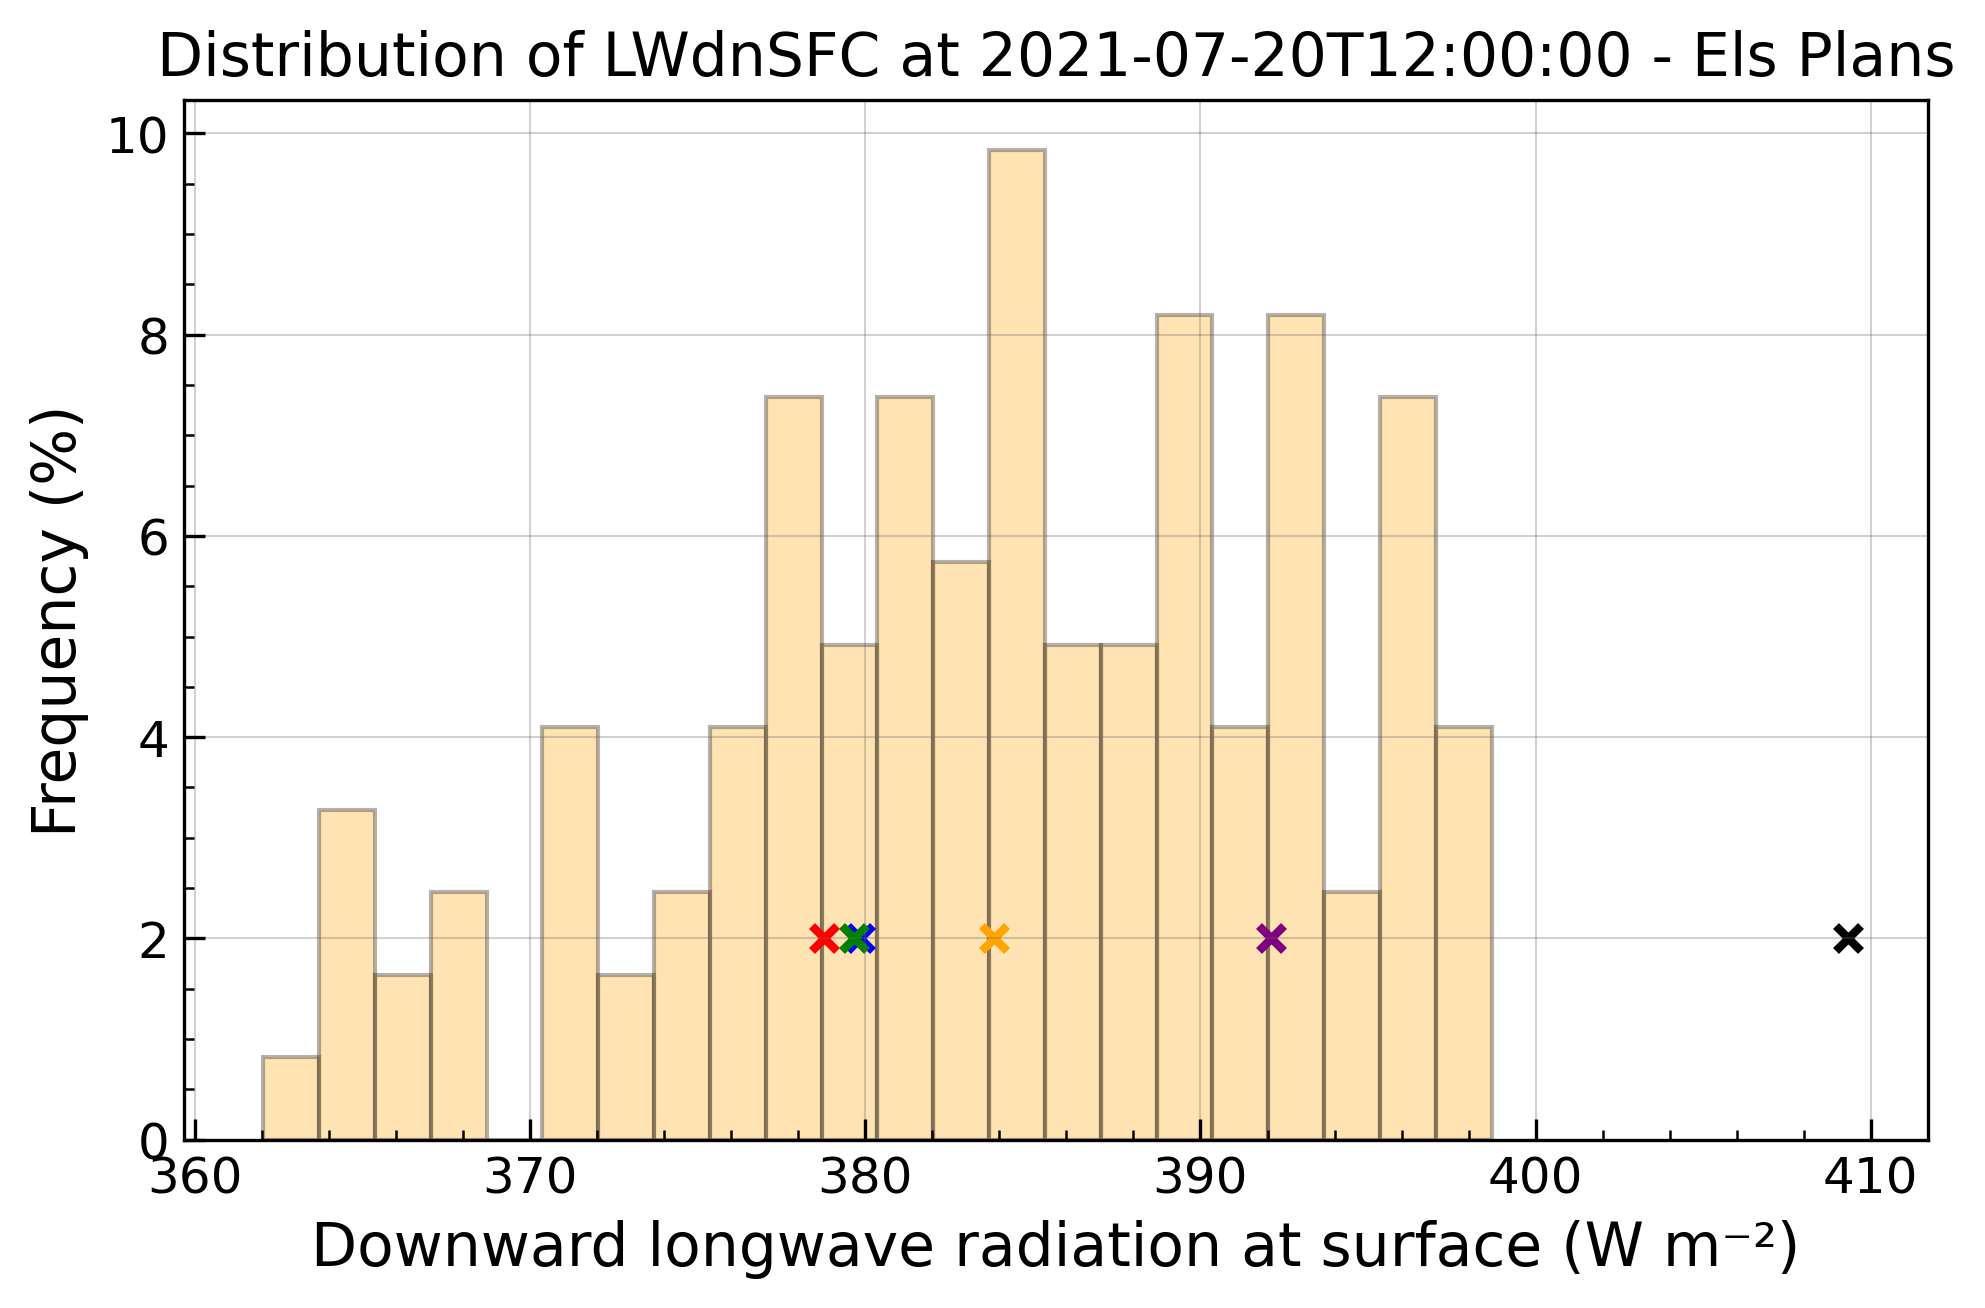 Distribution of LWdnSFC at 2021-07-20T12:00:00 - Els Plans
Frequency (%)
10
8
6
4
2
0
360 370 380 390 400 410
Downward longwave radiation at surface (W m⁻²)